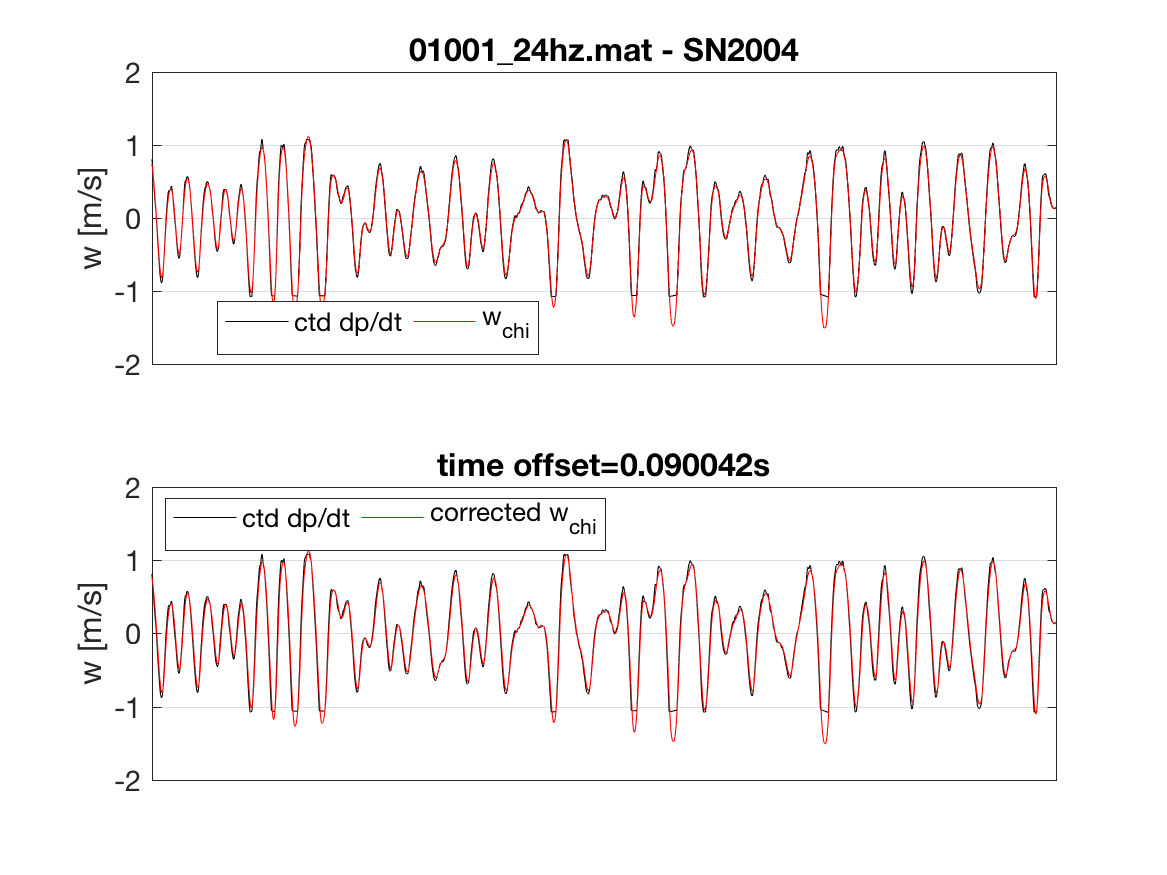 01001_24hz.mat - SN2004
2
1
0
-1
-2
w [m/s]
ctd dp/dt w_chi
time offset=0.090042s
2
1
0
-1
-2
w [m/s]
ctd dp/dt corrected w_chi